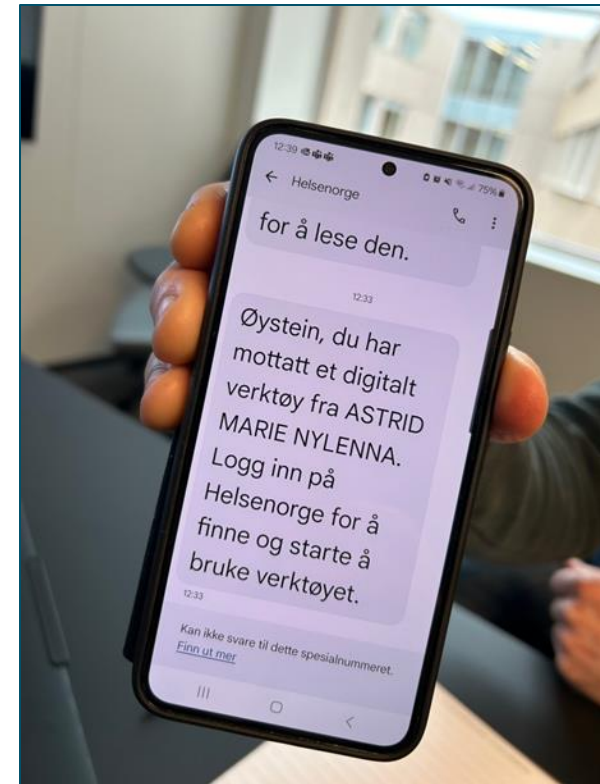 12:39
75%
Helsenorge
for å lese den.
12:33
Øystein, du har
mottatt et digitalt
verktøy fra ASTRID
MARIE NYLENNA.
Logg inn på
Helsenorge for å
finne og starte å
bruke verktøyet.
12:33
Kan ikke svare til dette spesialnummeret.
Finn ut mer